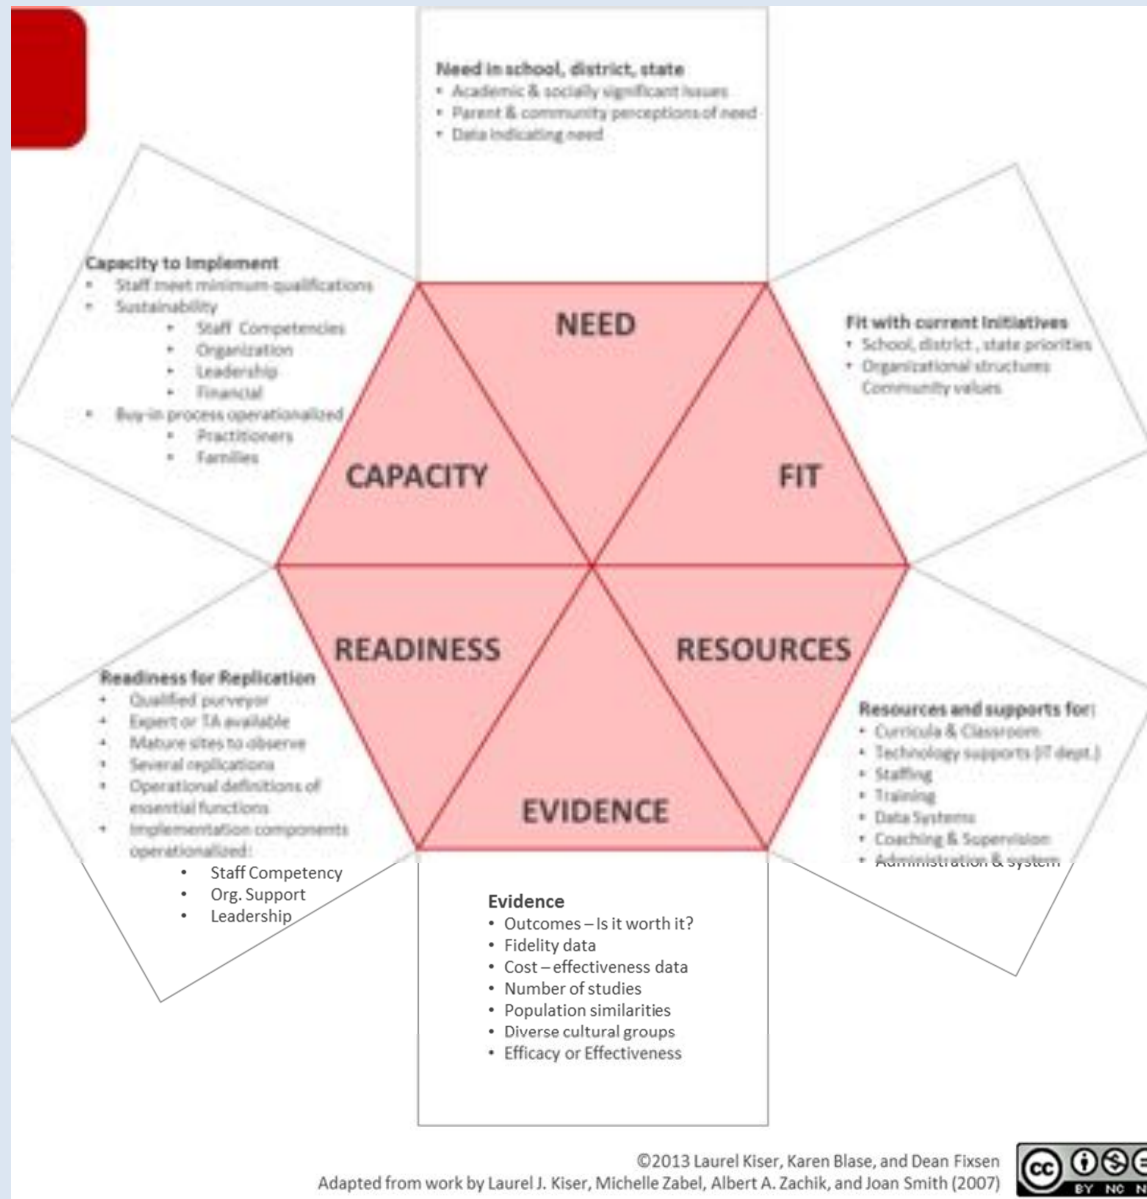 Need in school, district, state
• Academic & socially significant Issues
• Parent & community perceptions of need
• Data indicating need
Capacity to Implement
• Staff meet minimum qualifications
• Sustainability
• Staff Competencies
• Organization
• Leadership
• Financial
• Buy-in process operationalized
• Practitioners
• Families
Fit with current Initiatives
• School, district , state priorities
• Organizational structures
Community values
NEED
CAPACITY
FIT
READINESS
RESOURCES
EVIDENCE
Readiness for Replication
• Qualified purveyor
• Expert or TA available
• Mature sites to observe
• Several replications
• Operational definitions of
essential functions
• Implementation components
operationalized:
• Staff Competency
• Org. Support
• Leadership
Resources and supports for:
• Curricula & Classroom
• Technology supports (IT dept.)
• Staffing
• Training
• Data Systems
• Coaching & Supervision
• Administration & system
Evidence
• Outcomes – Is it worth it?
• Fidelity data
• Cost – effectiveness data
• Number of studies
• Population similarities
• Diverse cultural groups
• Efficacy or Effectiveness
©2013 Laurel Kiser, Karen Blase, and Dean Fixsen
Adapted from work by Laurel J. Kiser, Michelle Zabel, Albert A. Zachik, and Joan Smith (2007)
cc
BY NC